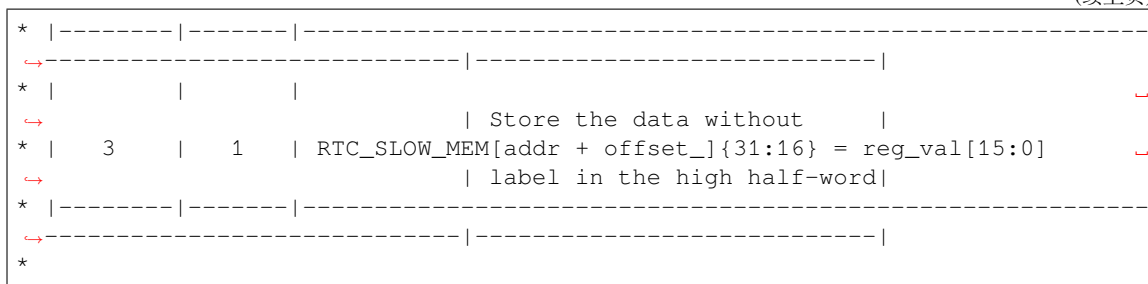 * |--------|-------|-----------------------------------------------------------
↪-----------------------------|----------------------------|
* |        |       |                                                          ␣
↪                             | Store the data without     |
* |   3    |   1   | RTC_SLOW_MEM[addr + offset_]{31:16} = reg_val[15:0]      ␣
↪                             | label in the high half-word|
* |--------|-------|-----------------------------------------------------------
↪-----------------------------|----------------------------|
*